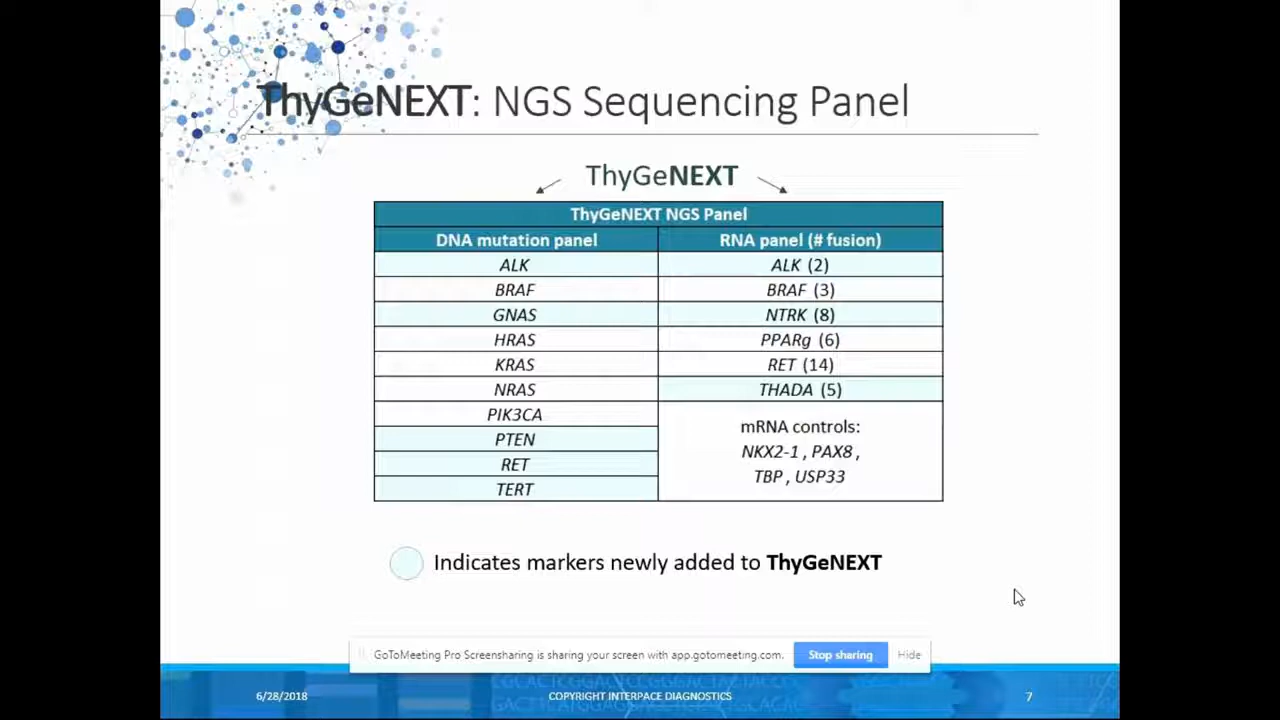 ThyGeNEXT: NGS Sequencing Panel
ThyGeNEXT
ThyGeNEXT NGS Panel
DNA mutation panel RNA panel (# fusion)
ALK ALK (2)
BRAF BRAF (3)
GNAS NTRK (8)
HRAS PPARg (6)
KRAS RET (14)
NRAS THADA (5)
PIK3CA
PTEN
RET
TERT
mRNA controls:
NKX2-1 , PAX8 ,
TBP , USP33
Indicates markers newly added to ThyGeNEXT
GoToMeeting Pro Screensharing is sharing your screen with app.gotomeeting.com. Stop sharing Hide
6/28/2018 COPYRIGHT INTERPACE DIAGNOSTICS 7